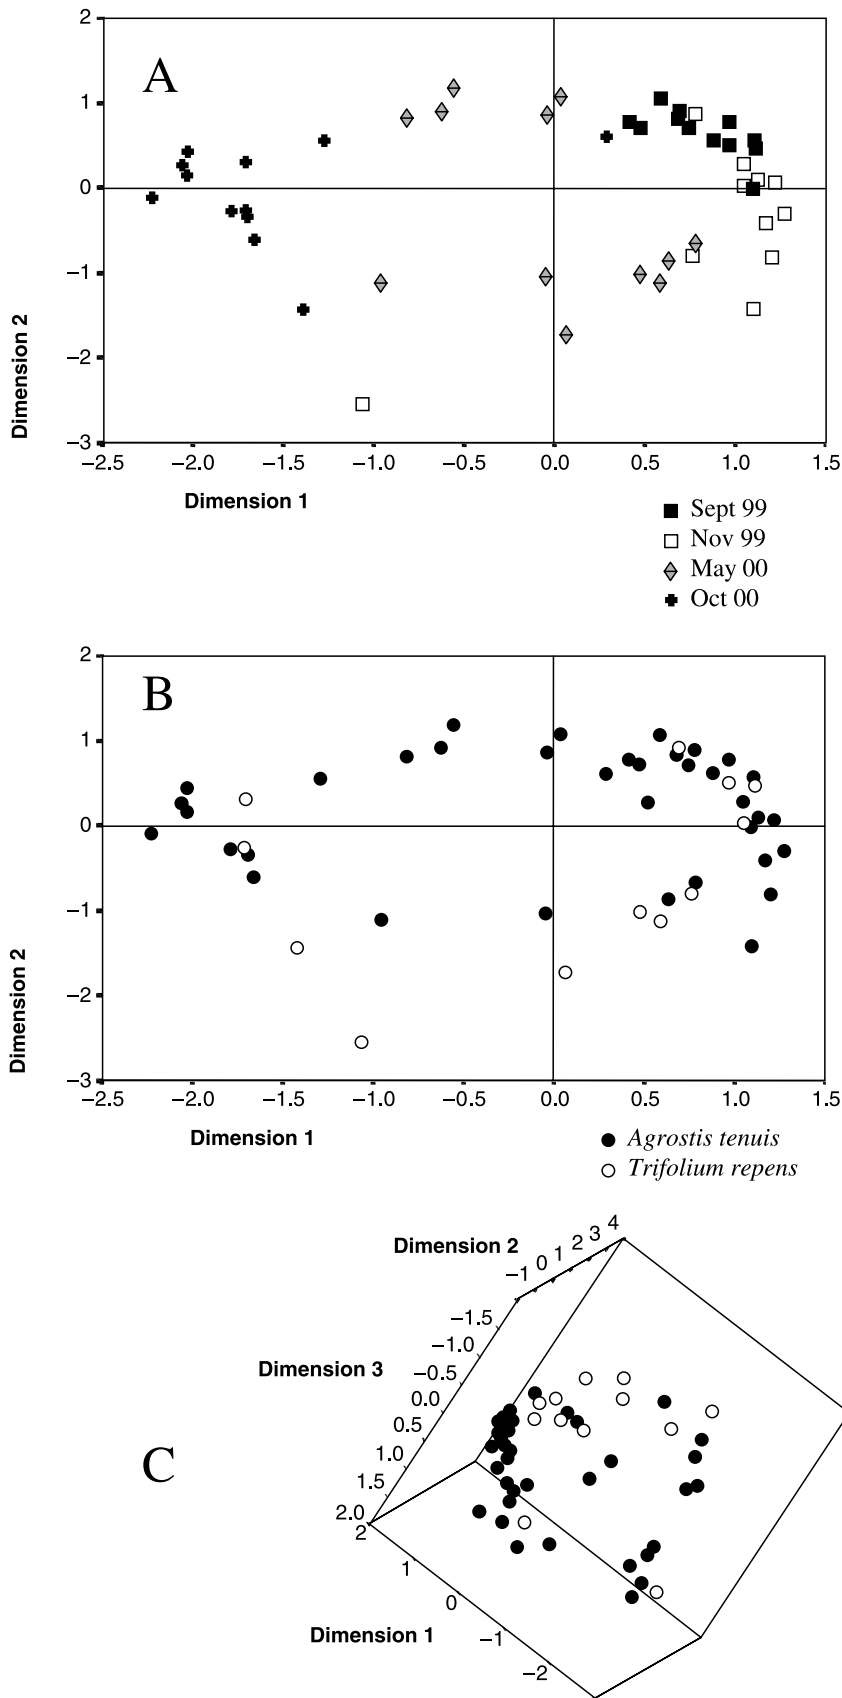 A
2
1
0
−1
−2
−3
Dimension 2
−2.5 −2.0 −1.5 −1.0 −0.5 0.0 0.5 1.0 1.5
Dimension 1
Sept 99
Nov 99
May 00
Oct 00
B
2
1
0
−1
−2
−3
Dimension 2
−2.5 −2.0 −1.5 −1.0 −0.5 0.0 0.5 1.0 1.5
Dimension 1
Agrostis tenuis
Trifolium repens
C
Dimension 2
−1 0 1 2 3 4
Dimension 3
−1.5
−1.0
−0.5
0.0
0.5
1.0
1.5
2.0
2
1
0
−1
−2
Dimension 1